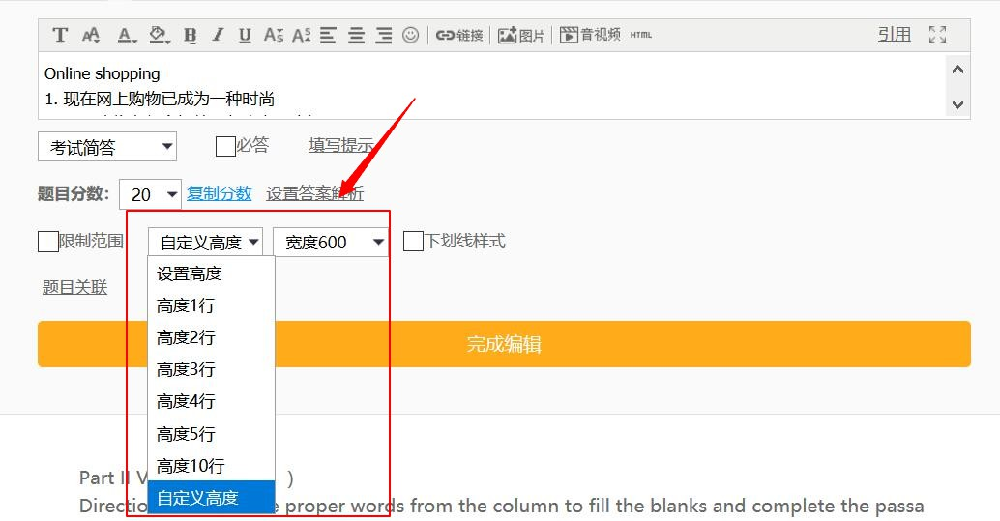 T A A A B I U A A 链接 图片 音视频 HTML 引用
Online shopping
1. 现在网上购物已成为一种时尚
考试简答 必答 填写提示
题目分数: 20 复制分数 设置答案解析
限制范围 自定义高度 宽度600 下划线样式
设置高度
题目关联
高度1行
高度2行
完成编辑
高度3行
高度4行
高度5行
高度10行
Part II )
自定义高度
proper words from the column to fill the blanks and complete the passa